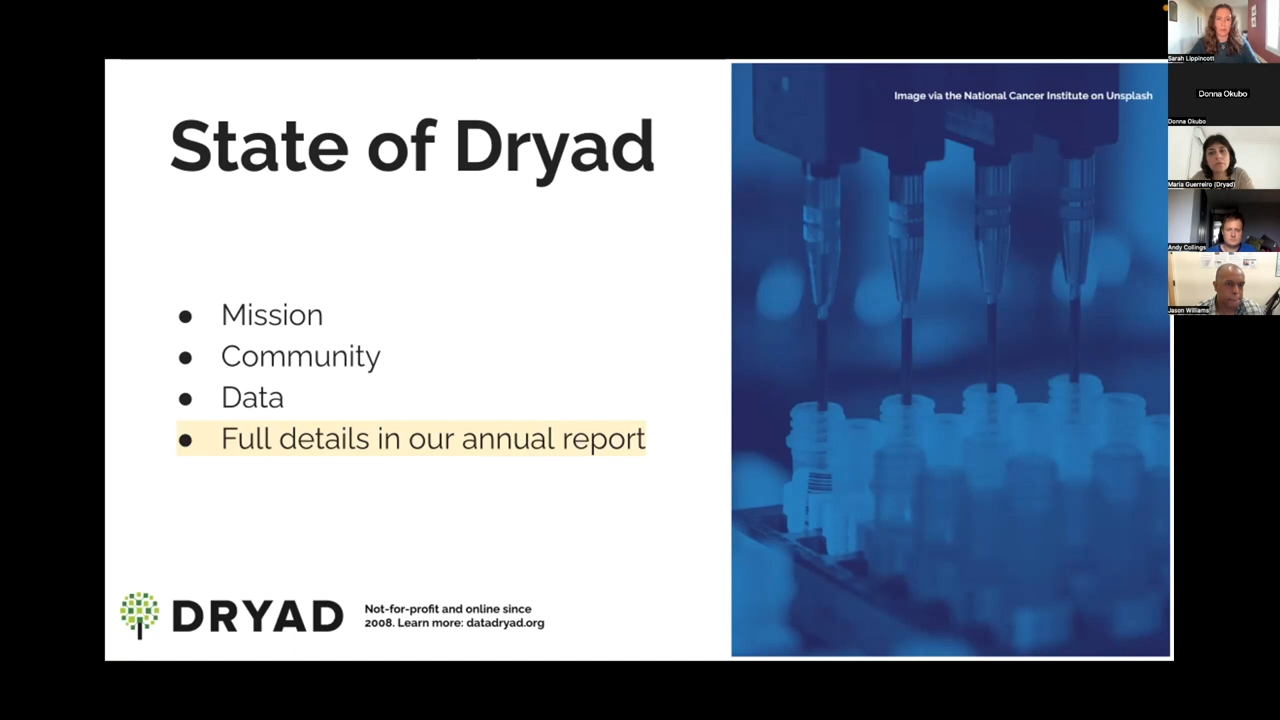 State of Dryad
Image via the National Cancer Institute on Unsplash
● Mission
● Community
● Data
● Full details in our annual report
DRYAD
Not-for-profit and online since
2008. Learn more: datadryad.org
Sarah Lippincott
Donna Okubo
Donna Okubo
Maria Guerreiro (Dryad)
Andy Collings
Jason Williams